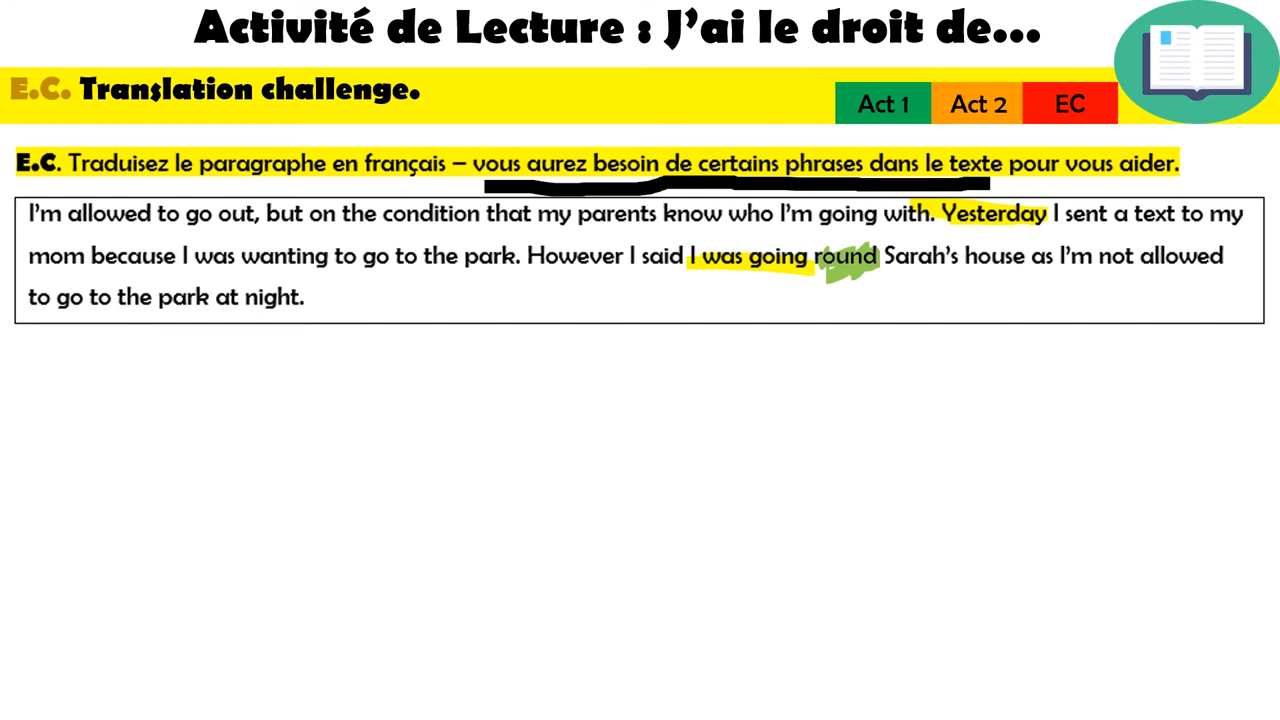 Activité de Lecture : J’ai le droit de...
E.C. Translation challenge.
Act 1 Act 2 EC
E.C. Traduisez le paragraphe en français – vous aurez besoin de certains phrases dans le texte pour vous aider.
I’m allowed to go out, but on the condition that my parents know who I’m going with. Yesterday I sent a text to my
mom because I was wanting to go to the park. However I said I was going round Sarah’s house as I’m not allowed
to go to the park at night.